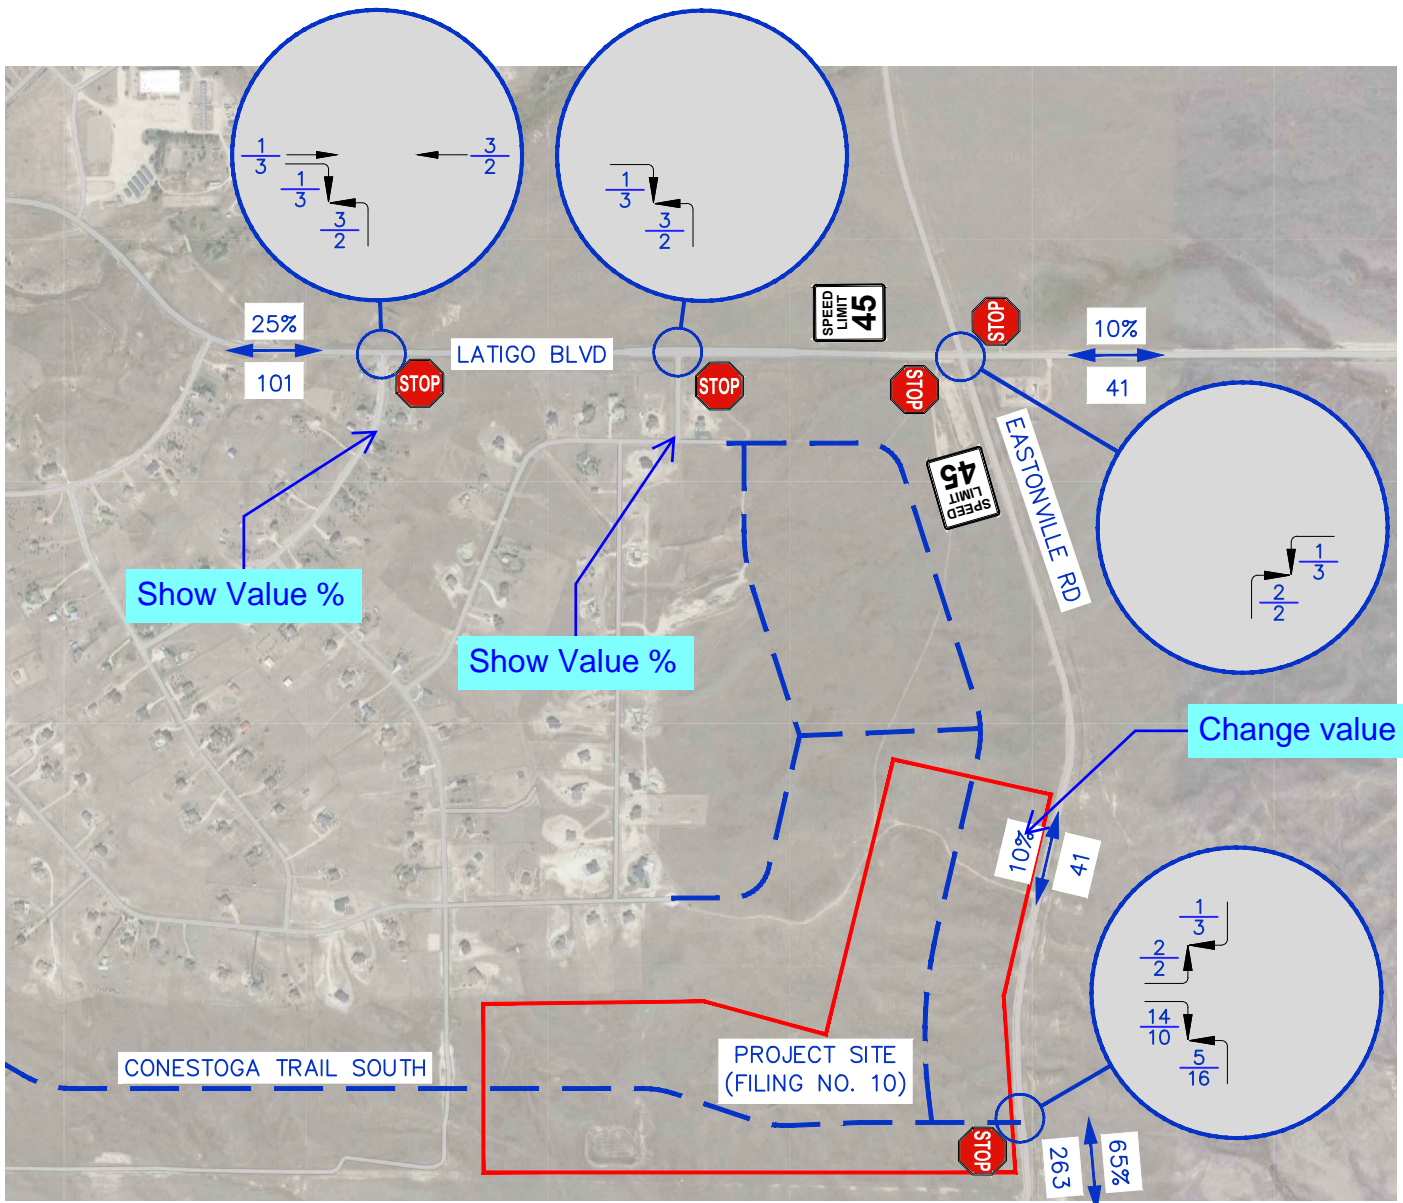 1
3
3
2
1
3
3
2
1
3
3
2
SPEED
LIMIT
45
STOP
25%
101
LATIGO BLVD
STOP
STOP
STOP
10%
41
EASTONVILLE RD
SPEED
LIMIT
45
1
3
2
2
Show Value %
Show Value %
Change value
10%
41
1
3
2
2
14
10
5
16
CONESTOGA TRAIL SOUTH
PROJECT SITE
(FILING NO. 10)
STOP
263
65%